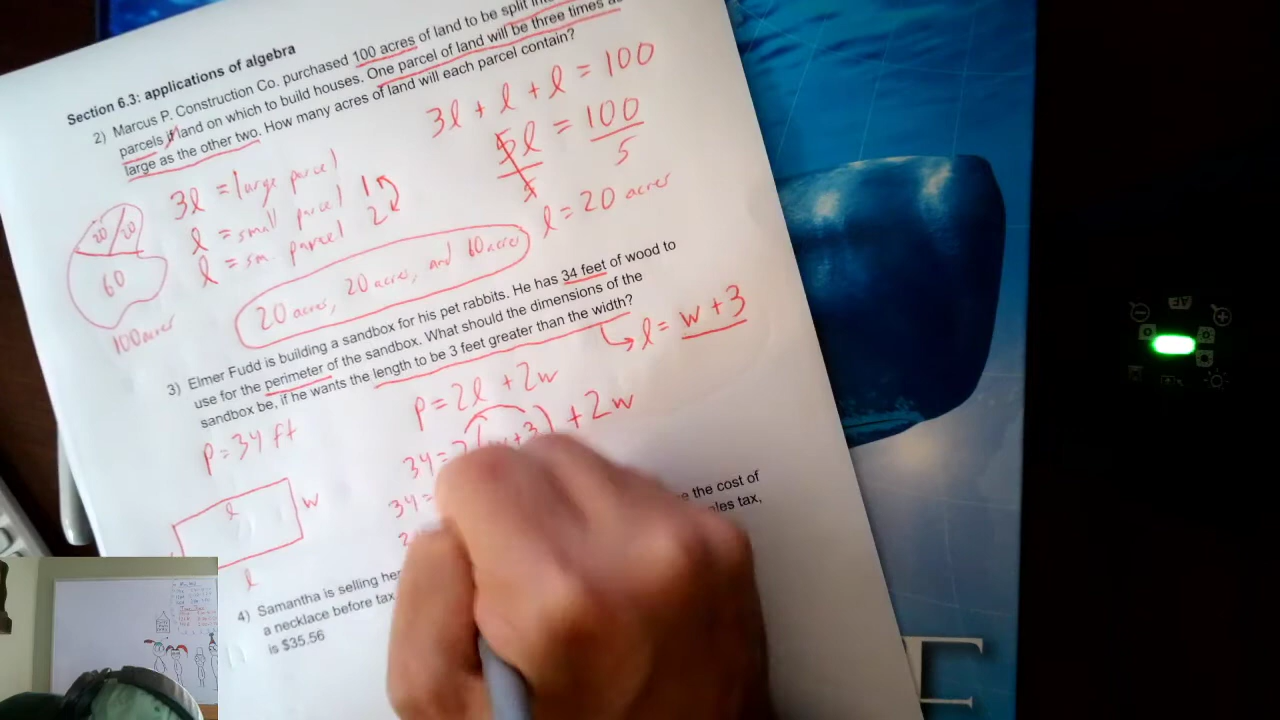 Section 6.3: applications of algebra
2) Marcus P. Construction Co. purchased 100 acres of land to be split
parcels if land on which to build houses. One parcel of land will be three times
large as the other two. How many acres of land will each parcel contain?
3l + l + l = 100
5l = 100
5 5
l = 20 acres
3l = large parcel
l = small parcel 1
l = sm. parcel 2
20 20
60
100 acres
20 acres, 20 acres, and 60 acres
3) Elmer Fudd is building a sandbox for his pet rabbits. He has 34 feet of wood to
use for the perimeter of the sandbox. What should the dimensions of the
sandbox be, if he wants the length to be 3 feet greater than the width?
l = w + 3
P = 34 ft
P = 2l + 2w
34 = 2(w+3) + 2w
34 =
l
w
l
4) Samantha is selling her
the cost of
a necklace before tax
sales tax,
is $35.56
E
AF